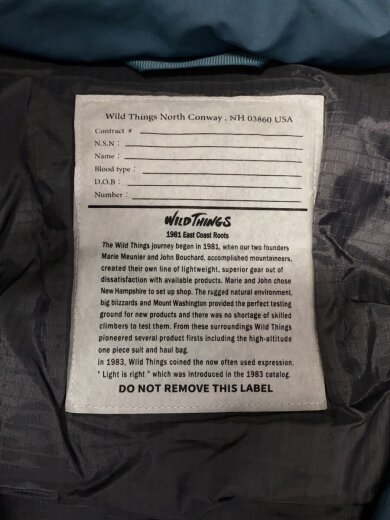 Wild Things North Conway , NH 03860 USA
Contract #
N.S.N :
Name :
Blood type :
D.O.B :
Number :
WILDTHINGS
1981 East Coast Roots
The Wild Things journey began in 1981, when our two founders
Marie Meunier and John Bouchard, accomplished mountaineers,
created their own line of lightweight, superior gear out of
dissatisfaction with available products. Marie and John chose
New Hampshire to set up shop. The rugged natural environment,
big blizzards and Mount Washington provided the perfect testing
ground for new products and there was no shortage of skilled
climbers to test them. From these surroundings Wild Things
pioneered several product firsts including the high-altitude
one piece suit and haul bag.
In 1983, Wild Things coined the now often used expression,
" Light is right " which was introduced in the 1983 catalog.
DO NOT REMOVE THIS LABEL